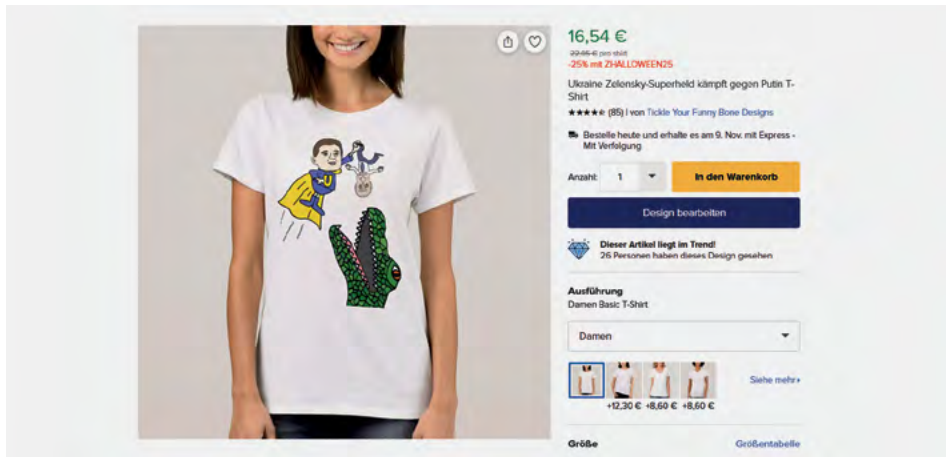 16,54 €
22,05 € pro shirt
-25% mit ZHALLOWEEN25
Ukraine Zelensky-Superheld kämpft gegen Putin T-
Shirt
(85) | von Tickle Your Funny Bone Designs
Bestelle heute und erhalte es am 9. Nov. mit Express -
Mit Verfolgung
Anzahl: 1
In den Warenkorb
Design bearbeiten
Dieser Artikel liegt im Trend!
26 Personen haben dieses Design gesehen
Ausführung
Damen Basic T-Shirt
Damen
Siehe mehr
+12,30 € +8,60 € +8,60 €
Größe Größentabelle
U